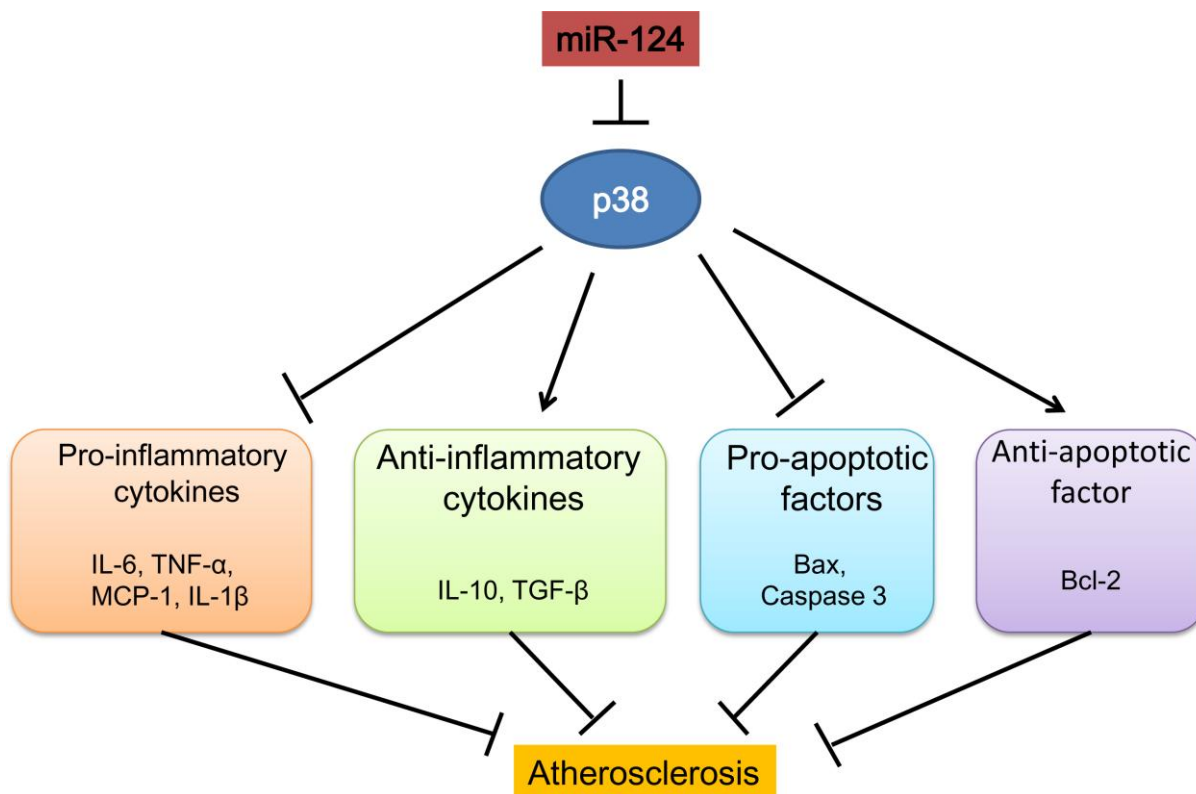 miR-124
p38
Pro-inflammatory
cytokines
IL-6, TNF-α,
MCP-1, IL-1β
Anti-inflammatory
cytokines
IL-10, TGF-β
Pro-apoptotic
factors
Bax,
Caspase 3
Anti-apoptotic
factor
Bcl-2
Atherosclerosis